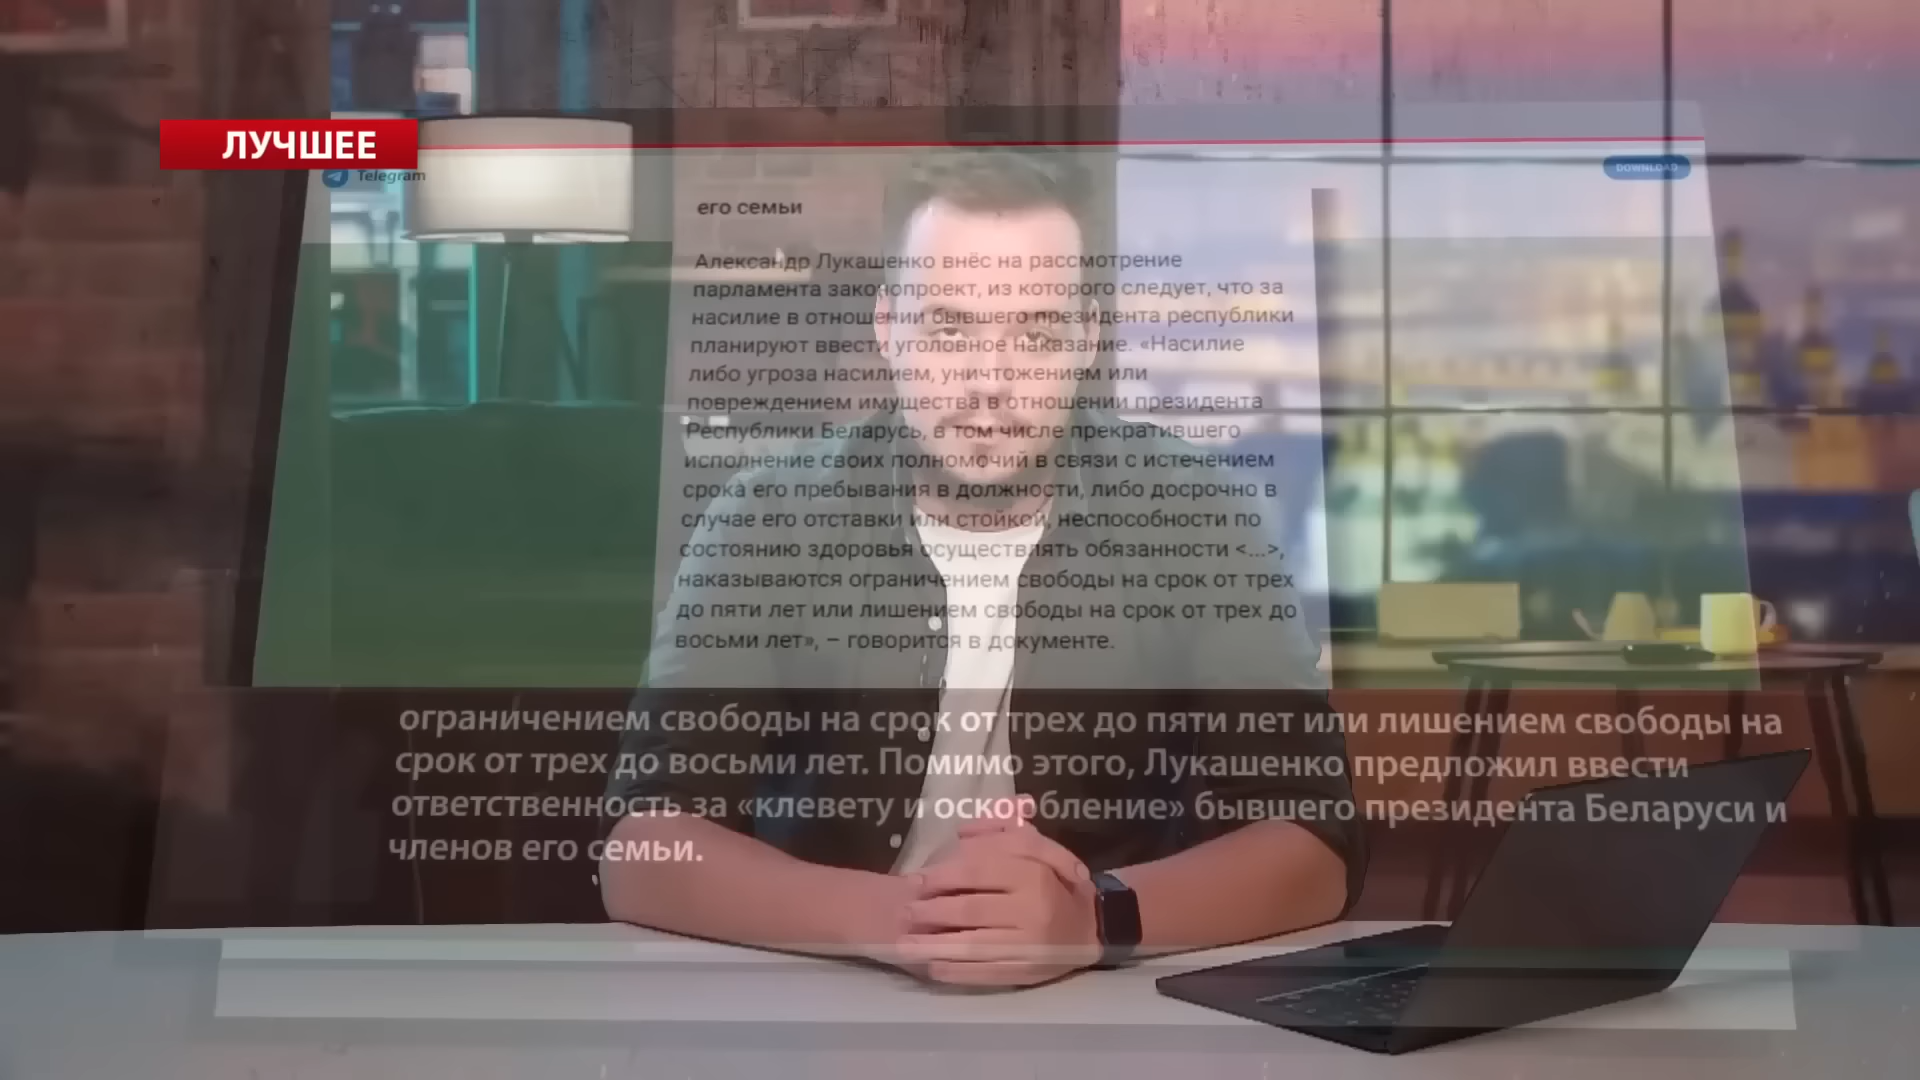 ЛУЧШЕЕ
Telegram
DOWNLOAD
его семьи
Александр Лукашенко внёс на рассмотрение
парламента законопроект, из которого следует, что за
насилие в отношении бывшего президента республики
планируют ввести уголовное наказание. «Насилие
либо угроза насилием, уничтожением или
повреждением имущества в отношении президента
Республики Беларусь, в том числе прекратившего
исполнение своих полномочий в связи с истечением
срока его пребывания в должности, либо досрочно в
случае его отставки или стойкой, неспособности по
состоянию здоровья осуществлять обязанности <...>,
наказываются ограничением свободы на срок от трех
до пяти лет или лишением свободы на срок от трех до
восьми лет», – говорится в документе.
ограничением свободы на срок от трех до пяти лет или лишением свободы на
срок от трех до восьми лет. Помимо этого, Лукашенко предложил ввести
ответственность за «клевету и оскорбление» бывшего президента Беларуси и
членов его семьи.